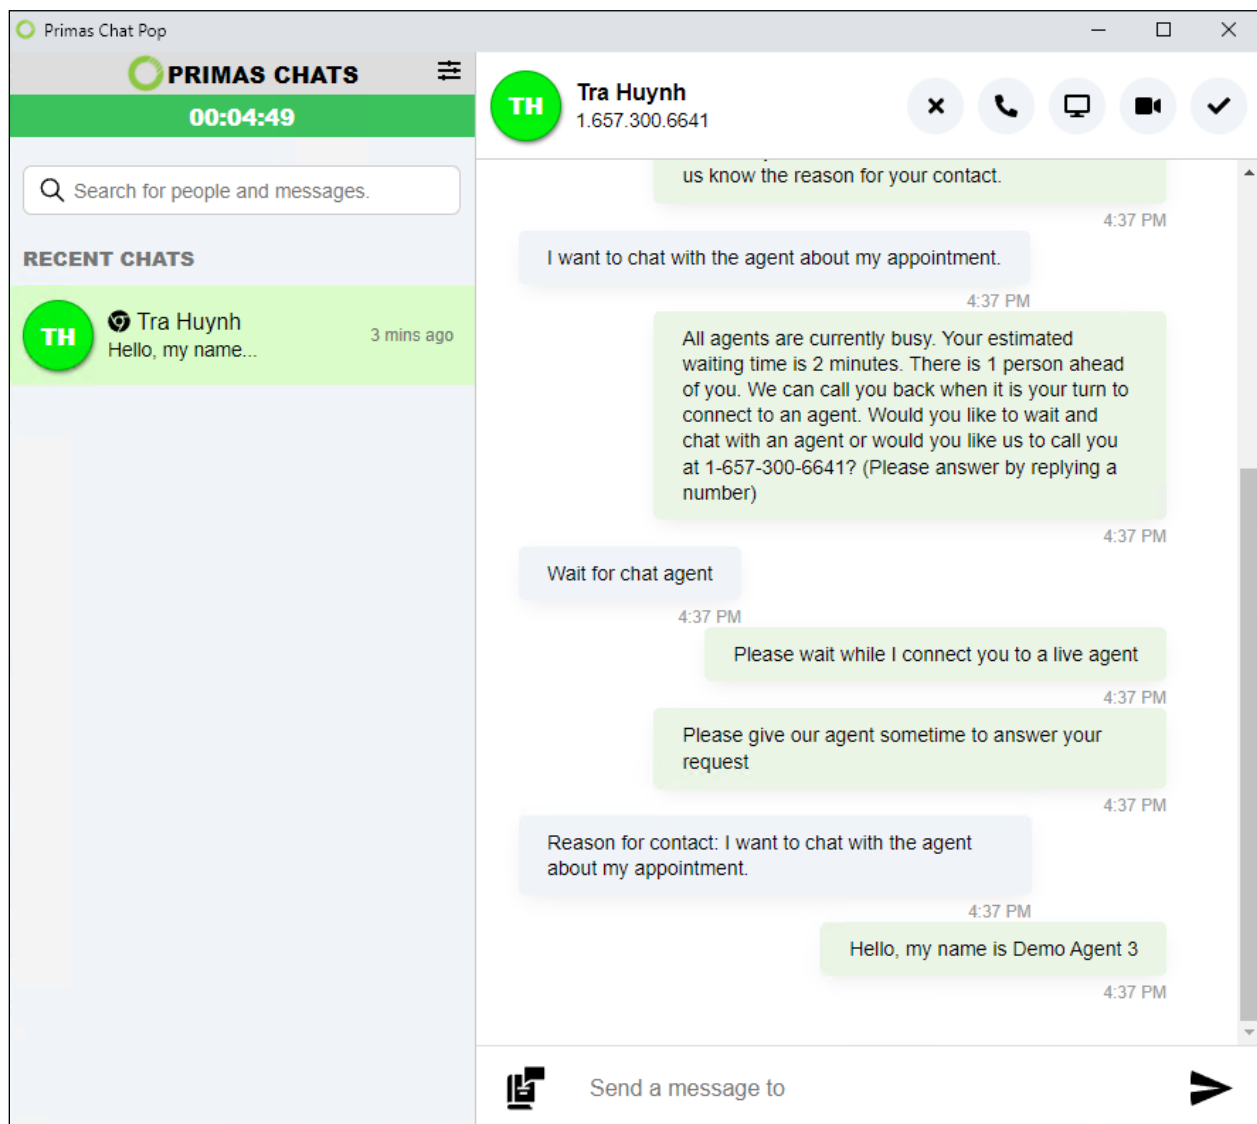 Primas Chat Pop
PRIMAS CHATS
00:04:49
Search for people and messages.
RECENT CHATS
TH
Tra Huynh
3 mins ago
Hello, my name...
TH
Tra Huynh
1.657.300.6641
us know the reason for your contact.
4:37 PM
I want to chat with the agent about my appointment.
4:37 PM
All agents are currently busy. Your estimated
waiting time is 2 minutes. There is 1 person ahead
of you. We can call you back when it is your turn to
connect to an agent. Would you like to wait and
chat with an agent or would you like us to call you
at 1-657-300-6641? (Please answer by replying a
number)
4:37 PM
Wait for chat agent
4:37 PM
Please wait while I connect you to a live agent
4:37 PM
Please give our agent sometime to answer your
request
4:37 PM
Reason for contact: I want to chat with the agent
about my appointment.
4:37 PM
Hello, my name is Demo Agent 3
4:37 PM
Send a message to